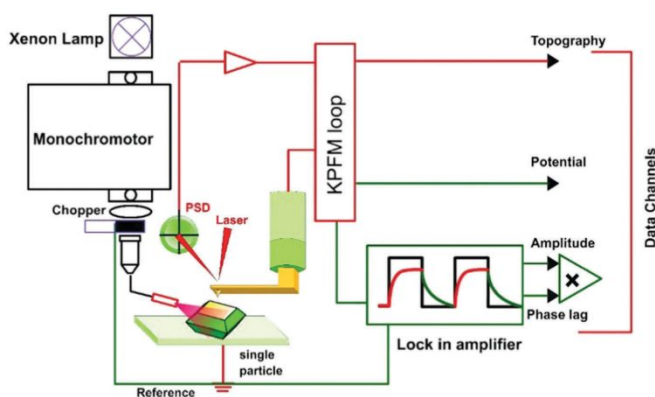 Xenon Lamp
Monochromotor
Chopper
PSD
Laser
KPFM loop
Topography
Potential
Amplitude
Phase lag
Data Channels
Lock in amplifier
single
particle
Reference